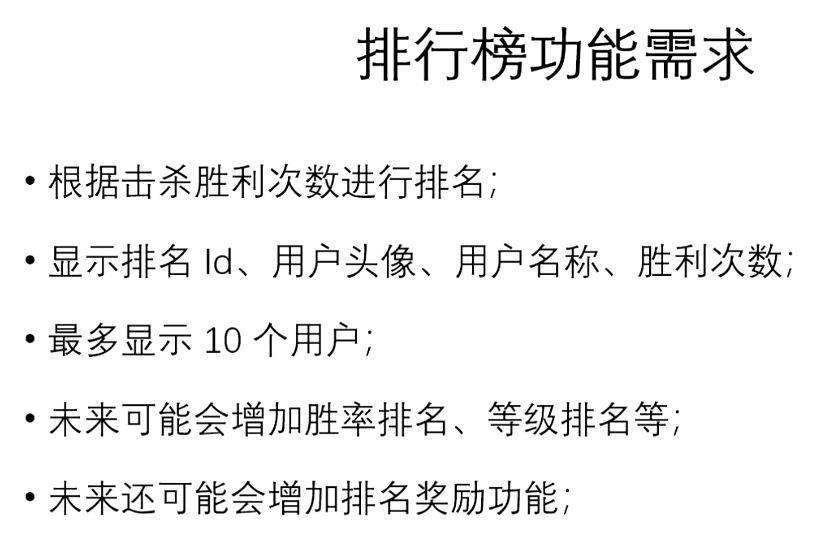 排行榜功能需求
• 根据击杀胜利次数进行排名；
• 显示排名 Id、用户头像、用户名称、胜利次数；
• 最多显示 10 个用户；
• 未来可能会增加胜率排名、等级排名等；
• 未来还可能会增加排名奖励功能；